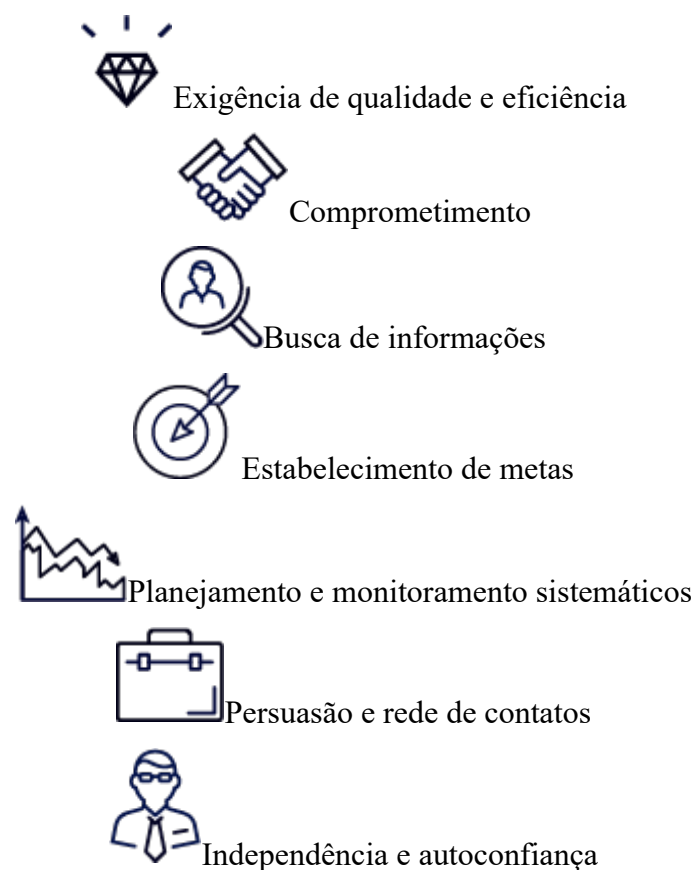 Exigência de qualidade e eficiência
Comprometimento
Busca de informações
Estabelecimento de metas
Planejamento e monitoramento sistemáticos
Persuasão e rede de contatos
Independência e autoconfiança